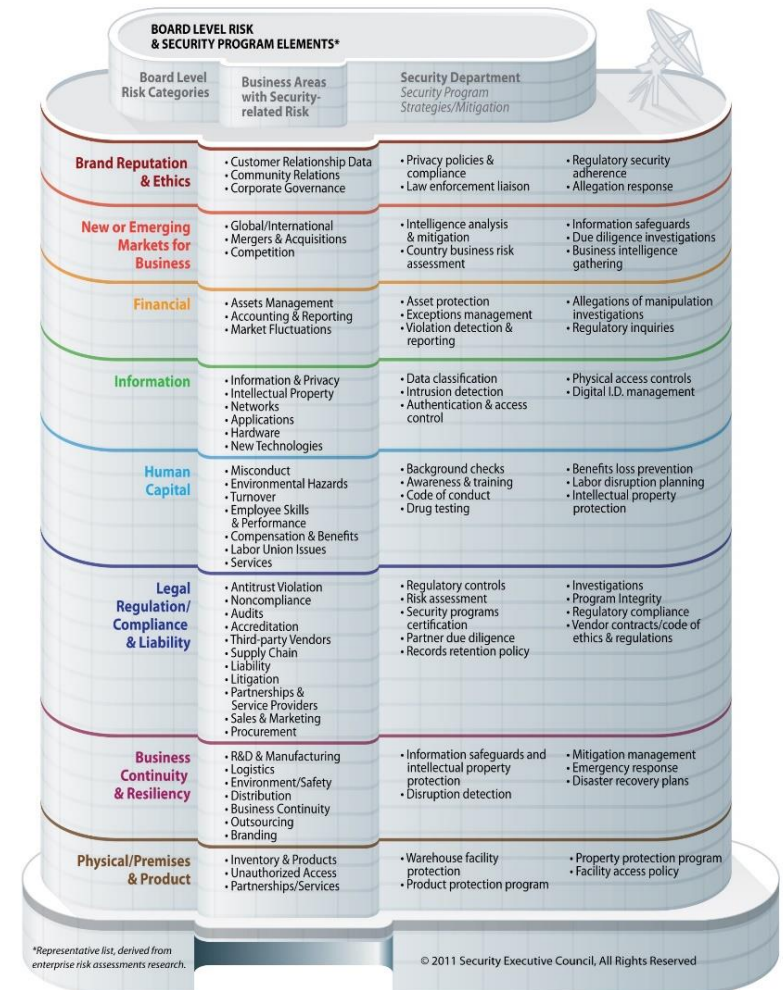 BOARD LEVEL RISK
& SECURITY PROGRAM ELEMENTS*
Board Level
Risk Categories
Business Areas
with Security-
related Risk
Security Department
Security Program
Strategies/Mitigation
Brand Reputation
& Ethics
• Customer Relationship Data
• Community Relations
• Corporate Governance
• Privacy policies &
compliance
• Law enforcement liaison
• Regulatory security
adherence
• Allegation response
New or Emerging
Markets for
Business
• Global/International
• Mergers & Acquisitions
• Competition
• Intelligence analysis
& mitigation
• Country business risk
assessment
• Information safeguards
• Due diligence investigations
• Business intelligence
gathering
Financial
• Assets Management
• Accounting & Reporting
• Market Fluctuations
• Asset protection
• Exceptions management
• Violation detection &
reporting
• Allegations of manipulation
investigations
• Regulatory inquiries
Information
• Information & Privacy
• Intellectual Property
• Networks
• Applications
• Hardware
• New Technologies
• Data classification
• Intrusion detection
• Authentication & access
control
• Physical access controls
• Digital I.D. management
Human
Capital
• Misconduct
• Environmental Hazards
• Turnover
• Employee Skills
& Performance
• Compensation & Benefits
• Labor Union Issues
• Services
• Background checks
• Awareness & training
• Code of conduct
• Drug testing
• Benefits loss prevention
• Labor disruption planning
• Intellectual property
protection
Legal
Regulation/
Compliance
& Liability
• Antitrust Violation
• Noncompliance
• Audits
• Accreditation
• Third-party Vendors
• Supply Chain
• Liability
• Litigation
• Partnerships &
Service Providers
• Sales & Marketing
• Procurement
• Regulatory controls
• Risk assessment
• Security programs
certification
• Partner due diligence
• Records retention policy
• Investigations
• Program Integrity
• Regulatory compliance
• Vendor contracts/code of
ethics & regulations
Business
Continuity
& Resiliency
• R&D & Manufacturing
• Logistics
• Environment/Safety
• Distribution
• Business Continuity
• Outsourcing
• Branding
• Information safeguards and
intellectual property
protection
• Disruption detection
• Mitigation management
• Emergency response
• Disaster recovery plans
Physical/Premises
& Product
• Inventory & Products
• Unauthorized Access
• Partnerships/Services
• Warehouse facility
protection
• Product protection program
• Property protection program
• Facility access policy
*Representative list, derived from
enterprise risk assessments research.
© 2011 Security Executive Council, All Rights Reserved